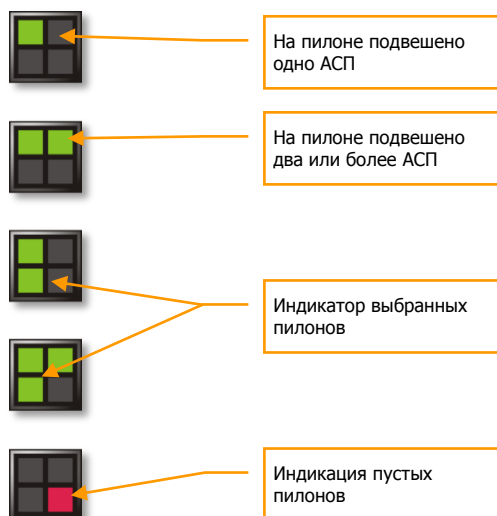 На пилоне подвешено
одно АСП
На пилоне подвешено
два или более АСП
Индикатор выбранных
пилонов
Индикация пустых
пилонов